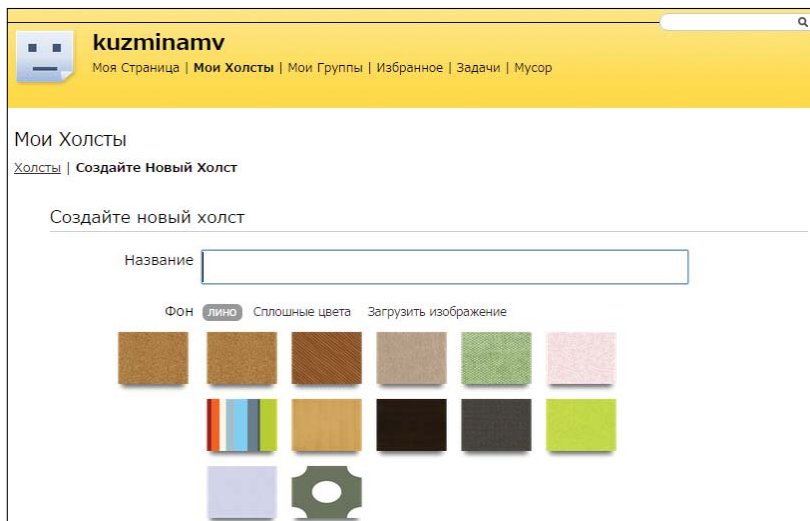 kuzminamv
Моя Страница | Мои Холсты | Мои Группы | Избранное | Задачи | Мусор
Мои Холсты
Холсты | Создайте Новый Холст
Создайте новый холст
Название
Фон лино Сплошные цвета Загрузить изображение